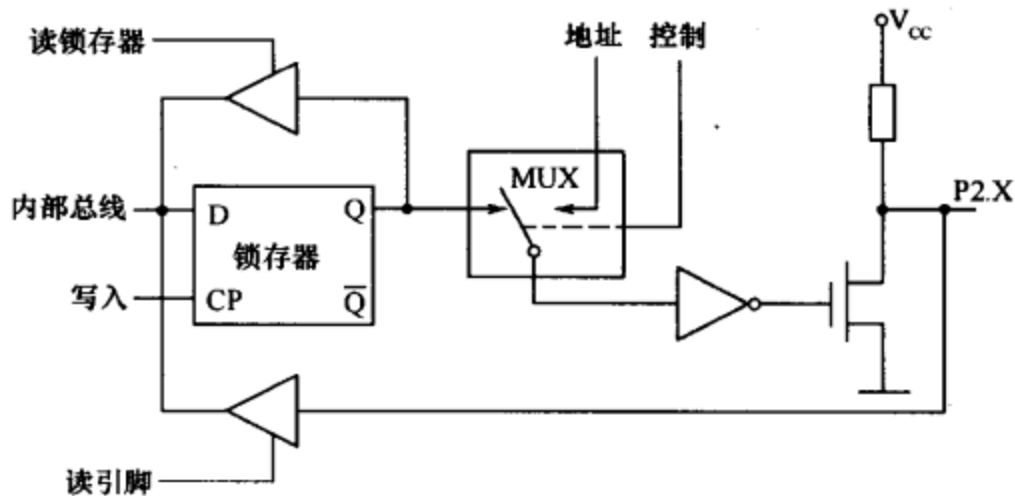 读锁存器
地址
控制
V_CC
MUX
P2.X
内部总线
D
Q
锁存器
写入
CP
Q̅
读引脚